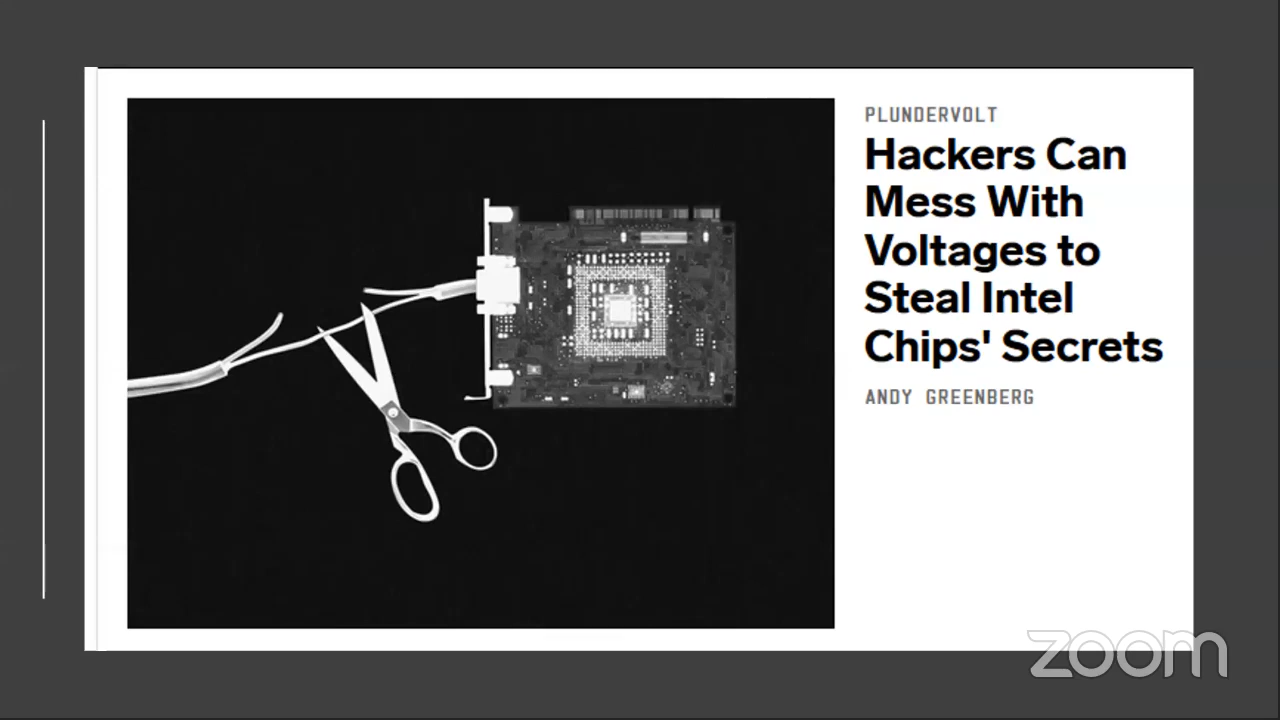 PLUNDERVOLT
Hackers Can
Mess With
Voltages to
Steal Intel
Chips' Secrets
ANDY GREENBERG
zoom